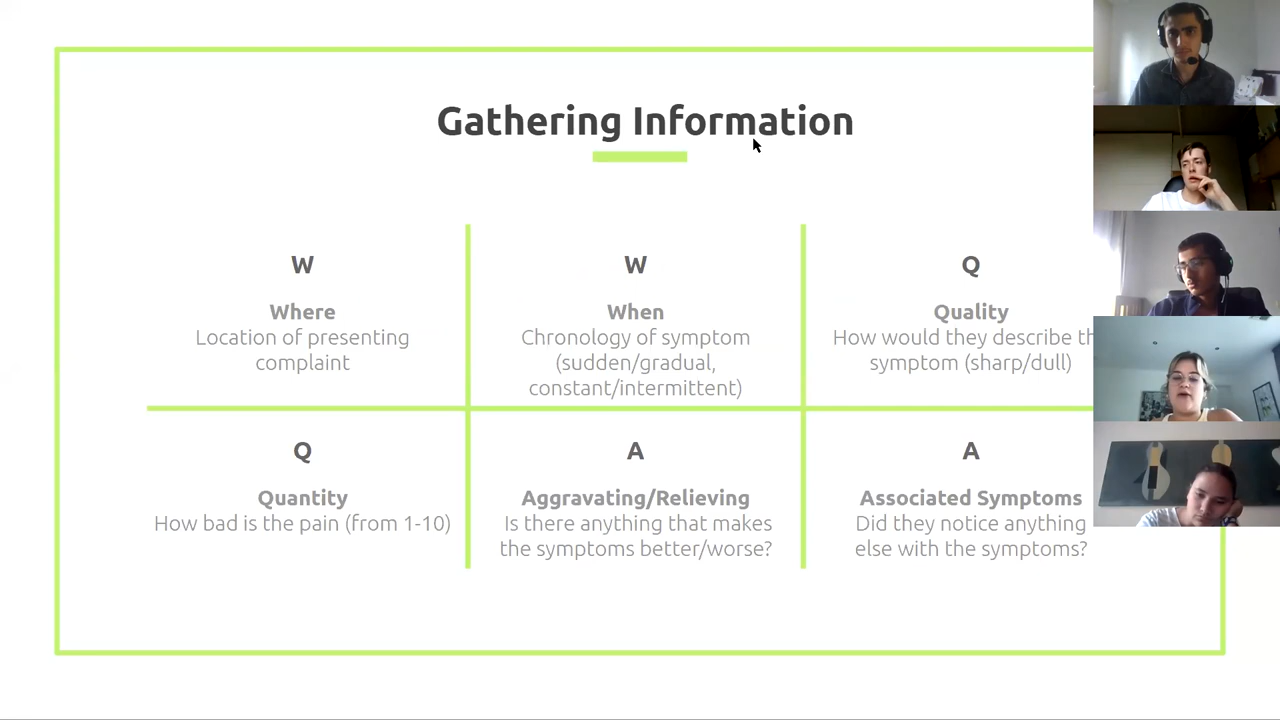 Gathering Information
W
Where
Location of presenting
complaint
W
When
Chronology of symptom
(sudden/gradual,
constant/intermittent)
Q
Quality
How would they describe
symptom (sharp/dull)
Q
Quantity
How bad is the pain (from 1-10)
A
Aggravating/Relieving
Is there anything that makes
the symptoms better/worse?
A
Associated Symptoms
Did they notice anything
else with the symptoms?